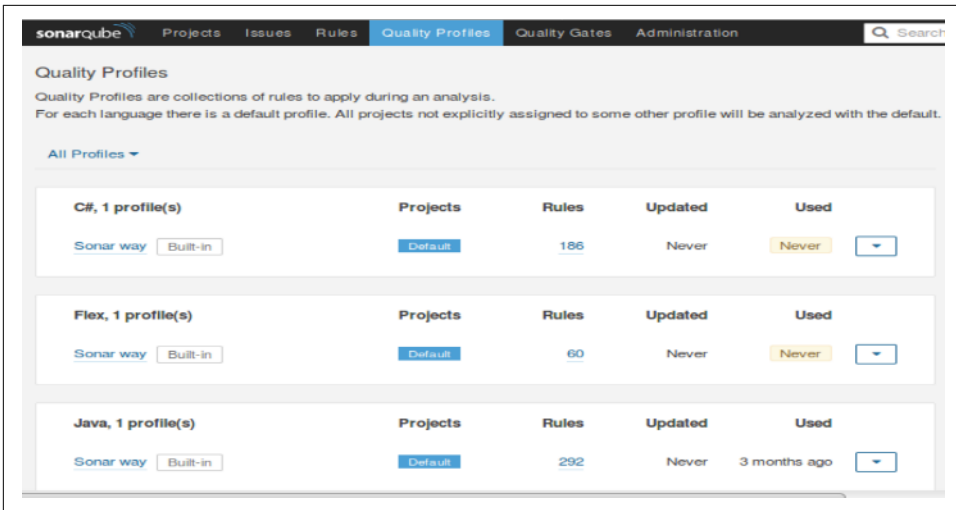 sonarqube Projects Issues Rules Quality Profiles Quality Gates Administration Search
Quality Profiles
Quality Profiles are collections of rules to apply during an analysis.
For each language there is a default profile. All projects not explicitly assigned to some other profile will be analyzed with the default.
All Profiles
C#, 1 profile(s) Projects Rules Updated Used
Sonar way Built-in Default 186 Never Never
Flex, 1 profile(s) Projects Rules Updated Used
Sonar way Built-in Default 60 Never Never
Java, 1 profile(s) Projects Rules Updated Used
Sonar way Built-in Default 292 Never 3 months ago